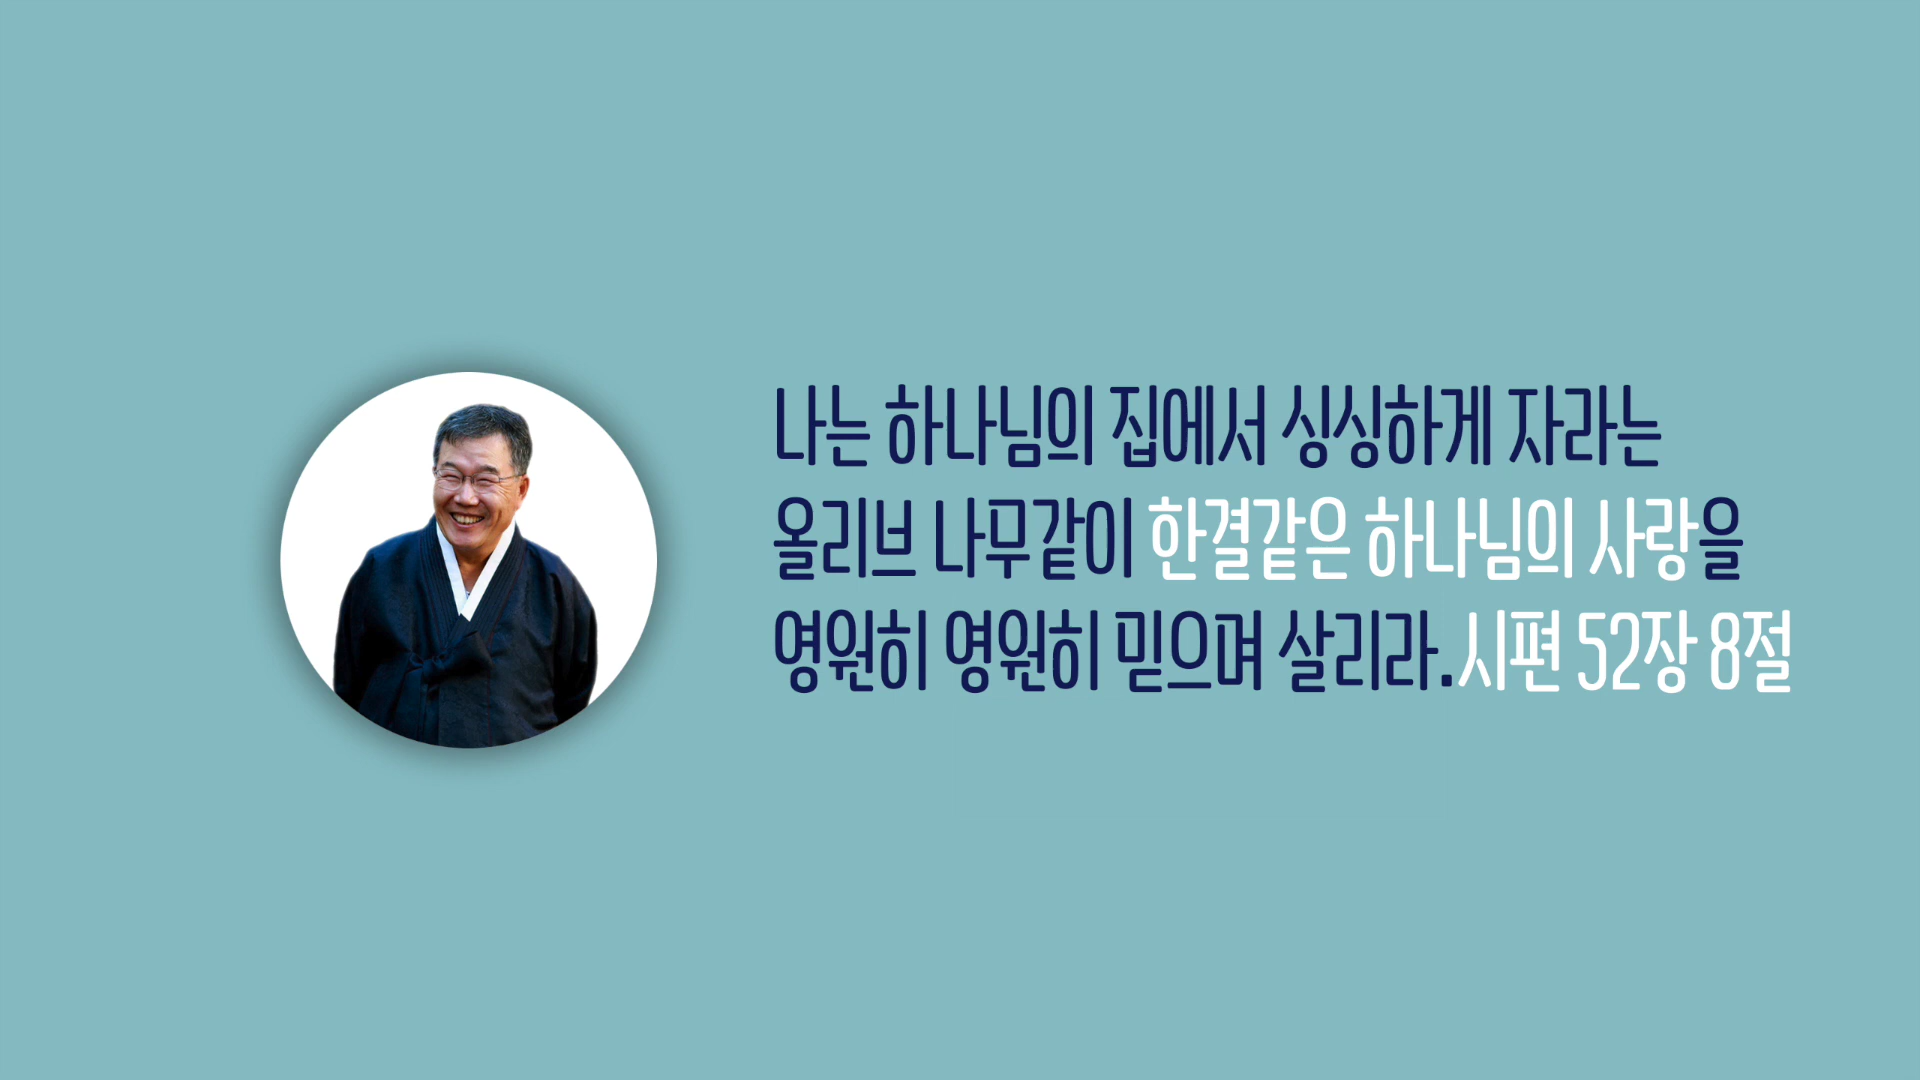 나는 하나님의 집에서 싱싱하게 자라는
올리브 나무같이 한결같은 하나님의 사랑을
영원히 영원히 믿으며 살리라.시편 52장 8절